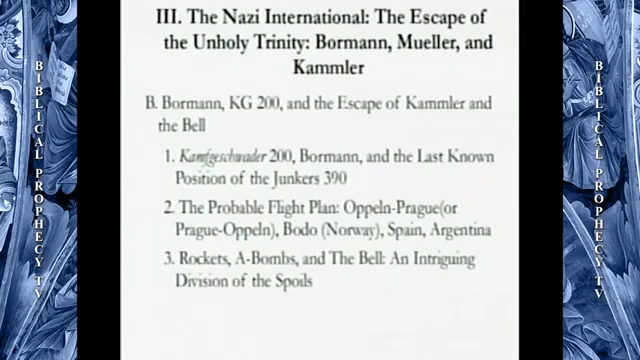 III. The Nazi International: The Escape of
the Unholy Trinity: Bormann, Mueller, and
Kammler
B. Bormann, KG 200, and the Escape of Kammler and
the Bell
1. Kamfgeschwader 200, Bormann, and the Last Known
Position of the Junkers 390
2. The Probable Flight Plan: Oppeln-Prague(or
Prague-Oppeln), Bodo (Norway), Spain, Argentina
3. Rockets, A-Bombs, and The Bell: An Intriguing
Division of the Spoils
BIBLICAL PROPHECY TV
BIBLICAL PROPHECY TV